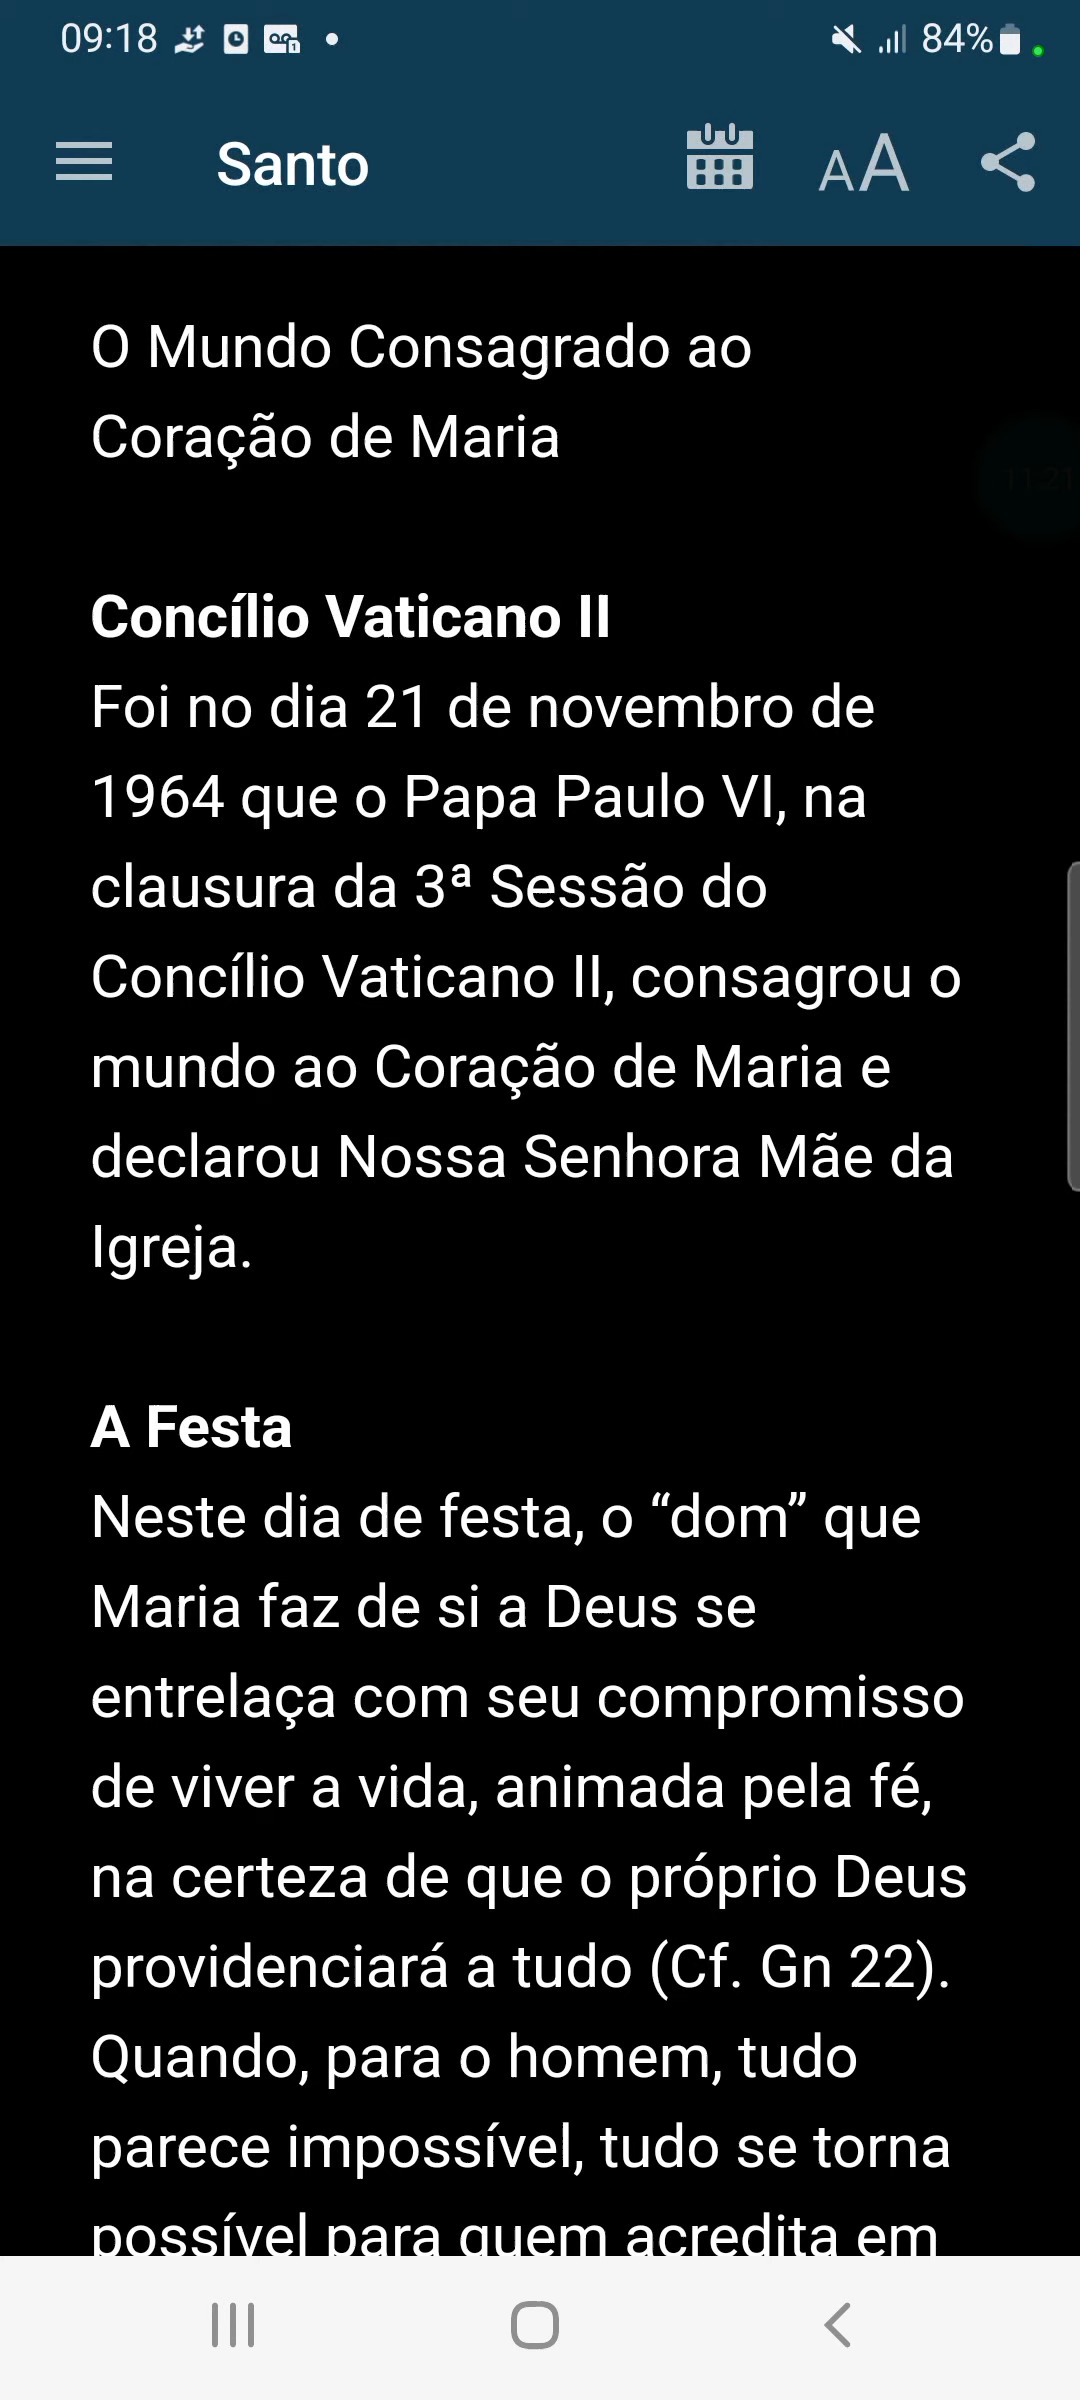 09:18
84%
Santo
AA
O Mundo Consagrado ao
Coração de Maria
11:21
Concílio Vaticano II
Foi no dia 21 de novembro de
1964 que o Papa Paulo VI, na
clausura da 3ª Sessão do
Concílio Vaticano II, consagrou o
mundo ao Coração de Maria e
declarou Nossa Senhora Mãe da
Igreja.
A Festa
Neste dia de festa, o “dom” que
Maria faz de si a Deus se
entrelaça com seu compromisso
de viver a vida, animada pela fé,
na certeza de que o próprio Deus
providenciará a tudo (Cf. Gn 22).
Quando, para o homem, tudo
parece impossível, tudo se torna
possível para quem acredita em